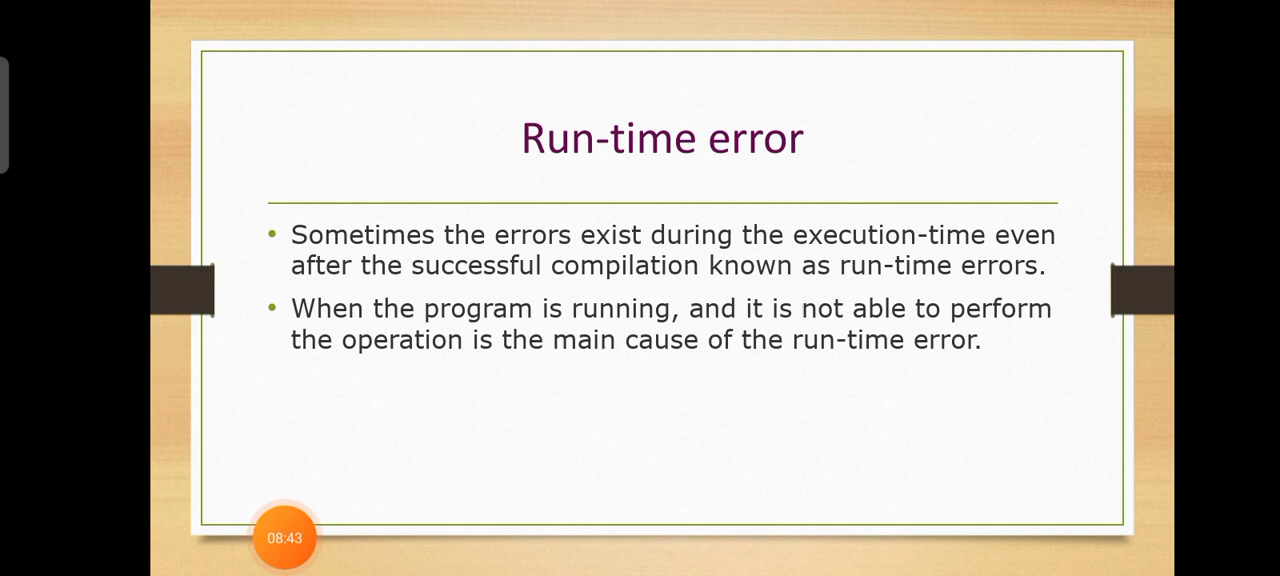 Run-time error
• Sometimes the errors exist during the execution-time even
after the successful compilation known as run-time errors.
• When the program is running, and it is not able to perform
the operation is the main cause of the run-time error.
08:43